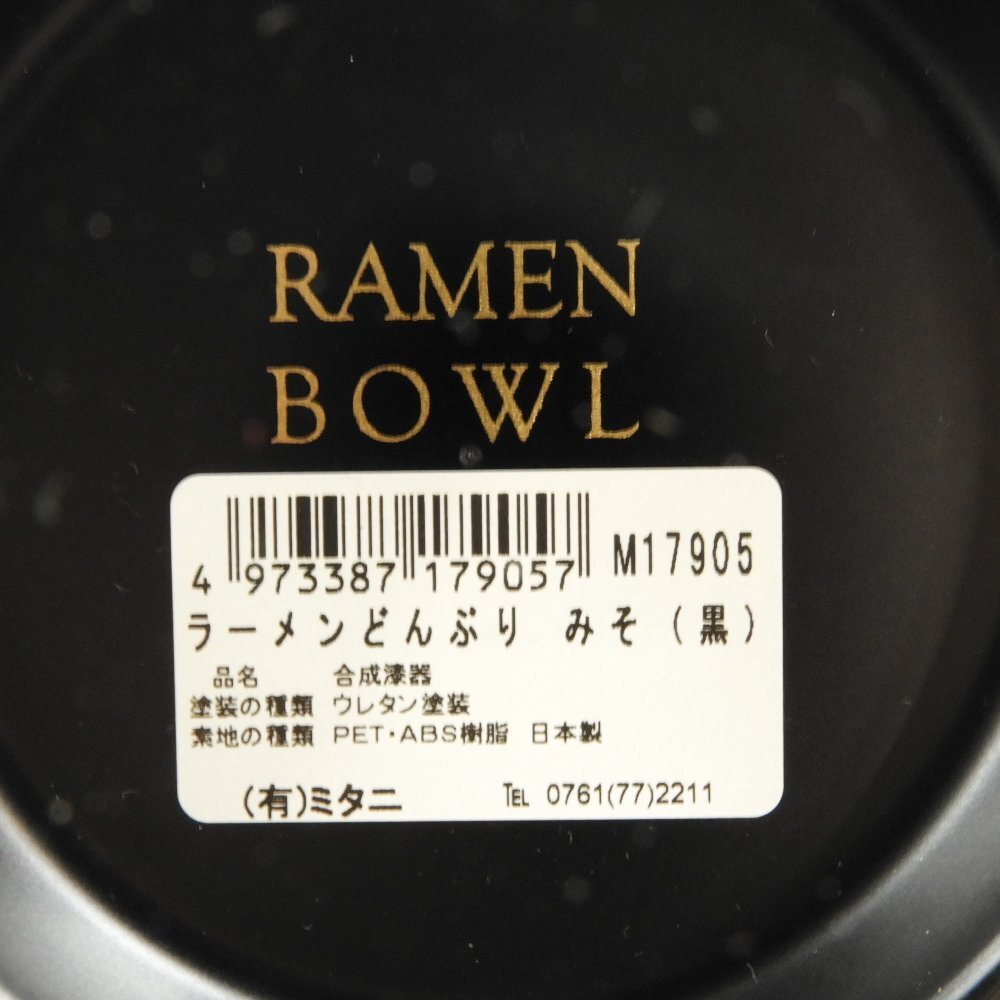 RAMEN
BOWL
M17905
4 973387 179057
ラーメンどんぶり みそ(黒)
品名 合成漆器
塗装の種類 ウレタン塗装
素地の種類 PET・ABS樹脂 日本製
(有)ミタニ TEL 0761(77)2211